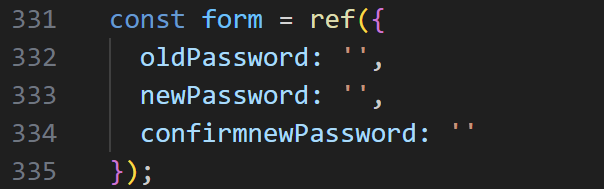 331 const form = ref({
332 oldPassword: '',
333 newPassword: '',
334 confirmnewPassword: ''
335 });